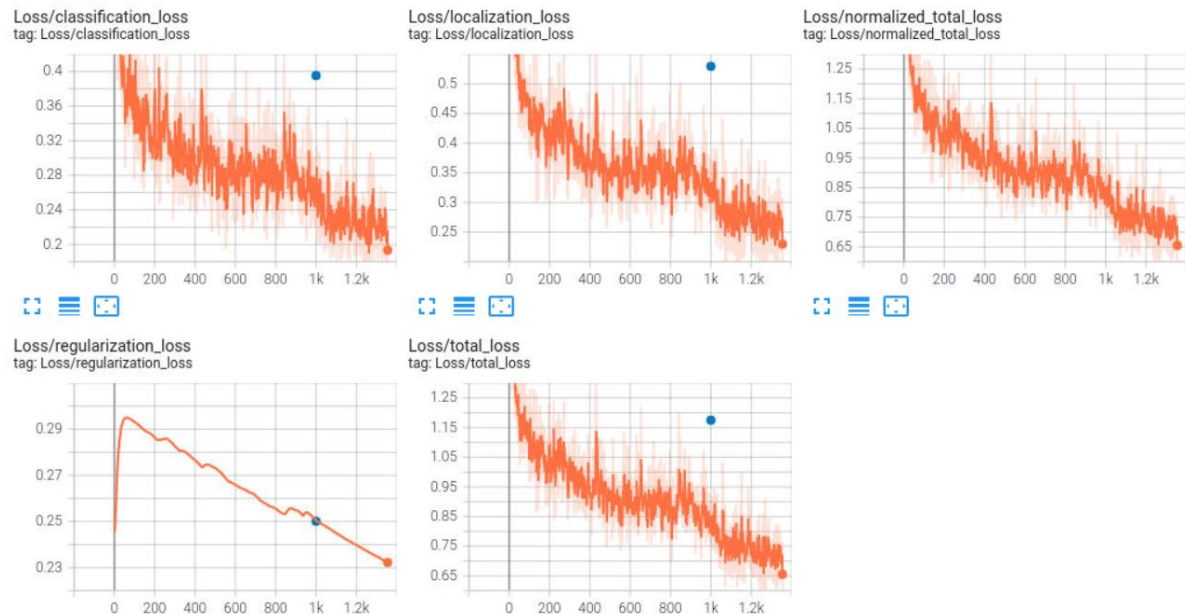 Loss/classification_loss
tag: Loss/classification_loss
0.4
0.36
0.32
0.28
0.24
0.2
0 200 400 600 800 1k 1.2k
Loss/localization_loss
tag: Loss/localization_loss
0.5
0.45
0.4
0.35
0.3
0.25
0 200 400 600 800 1k 1.2k
Loss/normalized_total_loss
tag: Loss/normalized_total_loss
1.25
1.15
1.05
0.95
0.85
0.75
0.65
0 200 400 600 800 1k 1.2k
Loss/regularization_loss
tag: Loss/regularization_loss
0.29
0.27
0.25
0.23
0 200 400 600 800 1k 1.2k
Loss/total_loss
tag: Loss/total_loss
1.25
1.15
1.05
0.95
0.85
0.75
0.65
0 200 400 600 800 1k 1.2k